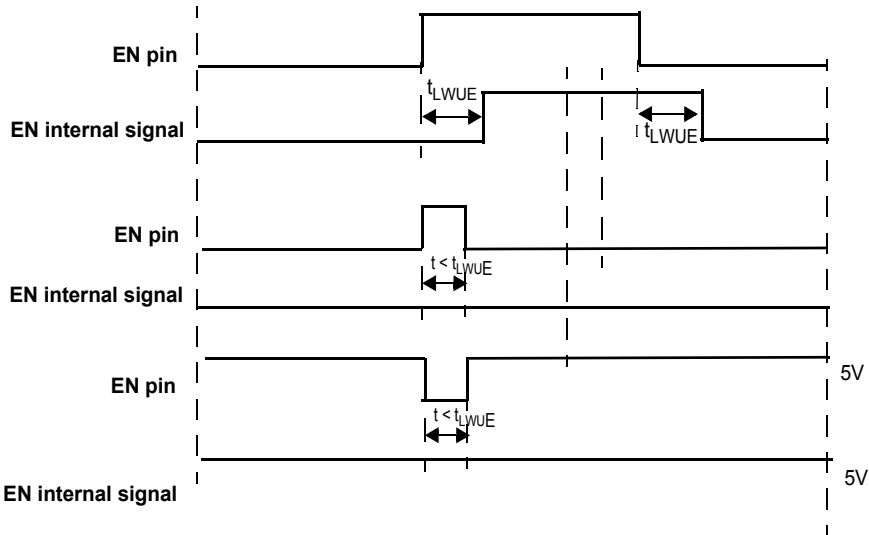 EN pin
tLWUE
EN internal signal
tLWUE
EN pin
t < tLWUE
EN internal signal
5V
EN pin
t < tLWUE
5V
EN internal signal